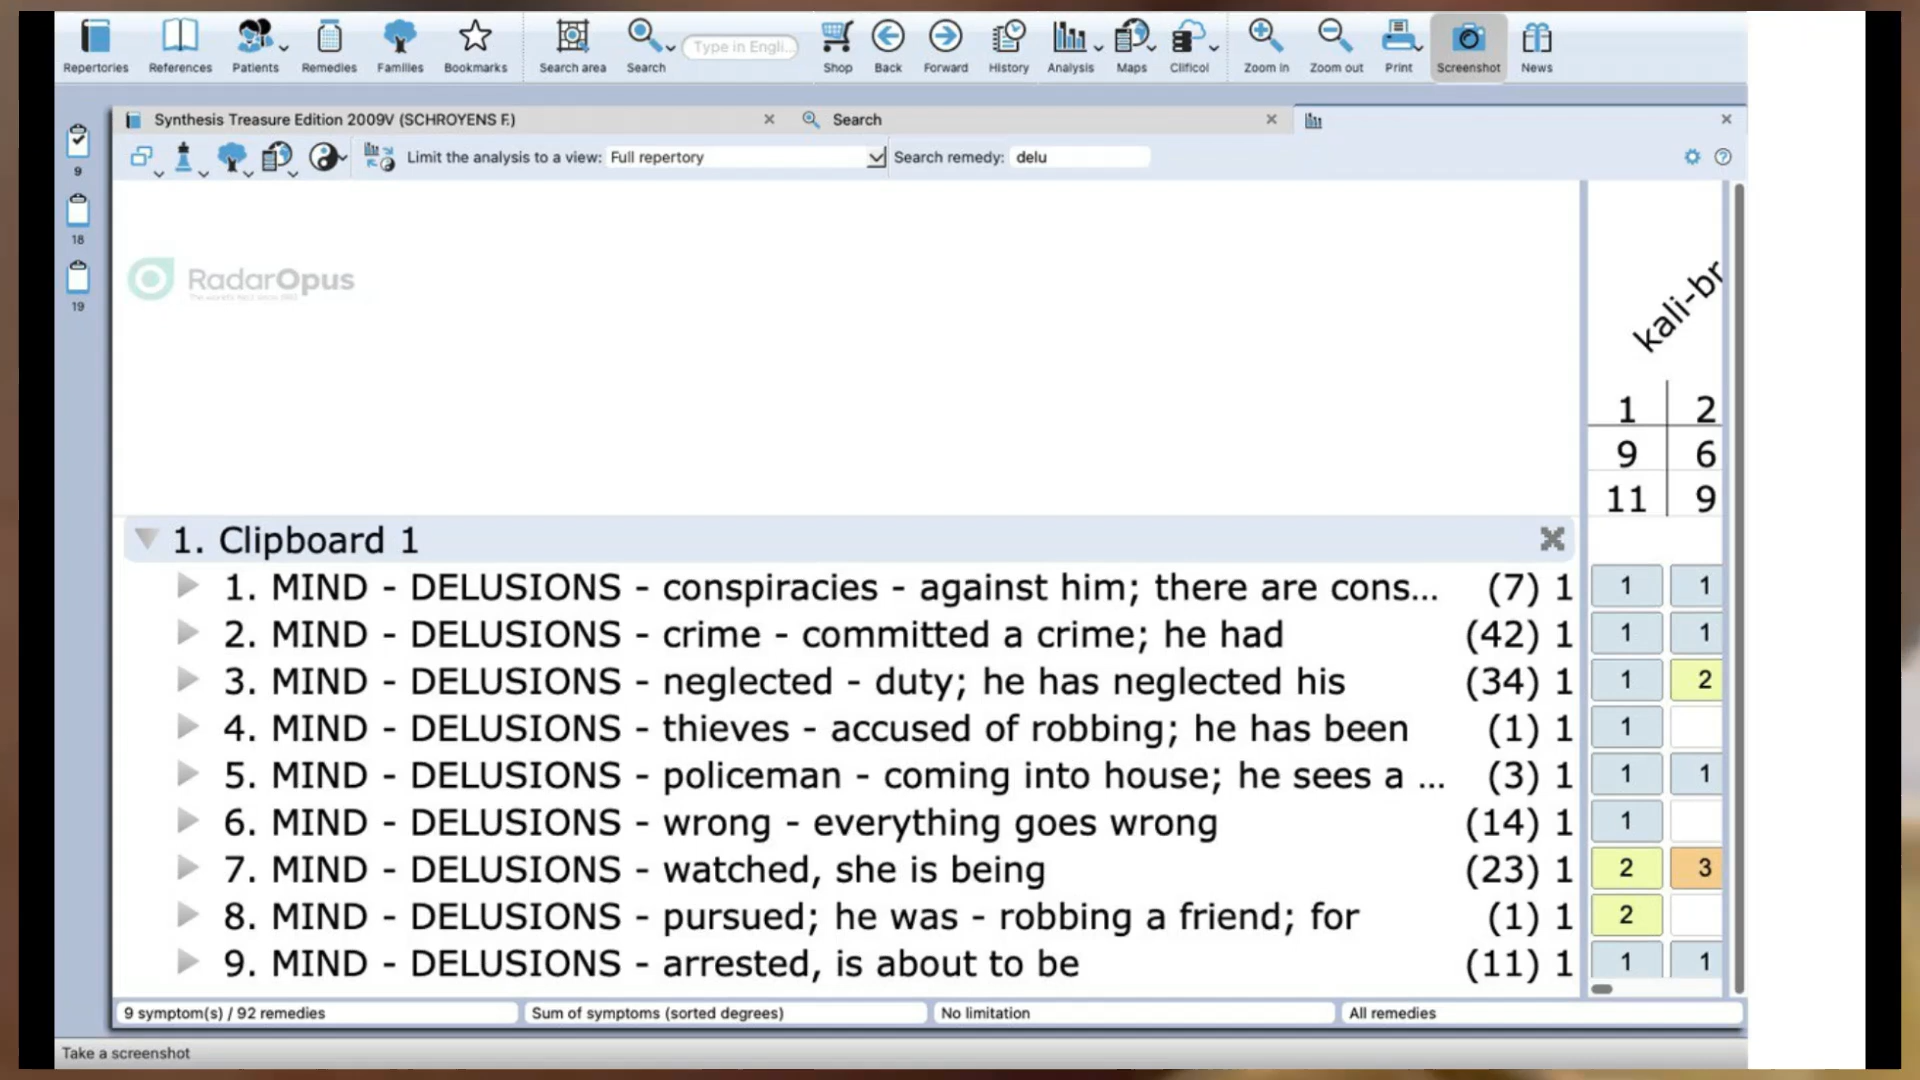 Repertories References Patients Remedies Families Bookmarks Search area Search Type in Engli... Shop Back Forward History Analysis Maps Clificol Zoom in Zoom out Print Screenshot News
Synthesis Treasure Edition 2009V (SCHROYENS F.) Search
Limit the analysis to a view: Full repertory Search remedy: delu
9
18
19
RadarOpus
kali-br
1 2
9 6
11 9
1. Clipboard 1
1. MIND - DELUSIONS - conspiracies - against him; there are cons... (7) 1 1 1
2. MIND - DELUSIONS - crime - committed a crime; he had (42) 1 1 1
3. MIND - DELUSIONS - neglected - duty; he has neglected his (34) 1 1 2
4. MIND - DELUSIONS - thieves - accused of robbing; he has been (1) 1 1
5. MIND - DELUSIONS - policeman - coming into house; he sees a ... (3) 1 1 1
6. MIND - DELUSIONS - wrong - everything goes wrong (14) 1 1
7. MIND - DELUSIONS - watched, she is being (23) 1 2 3
8. MIND - DELUSIONS - pursued; he was - robbing a friend; for (1) 1 2
9. MIND - DELUSIONS - arrested, is about to be (11) 1 1 1
9 symptom(s) / 92 remedies Sum of symptoms (sorted degrees) No limitation All remedies
Take a screenshot